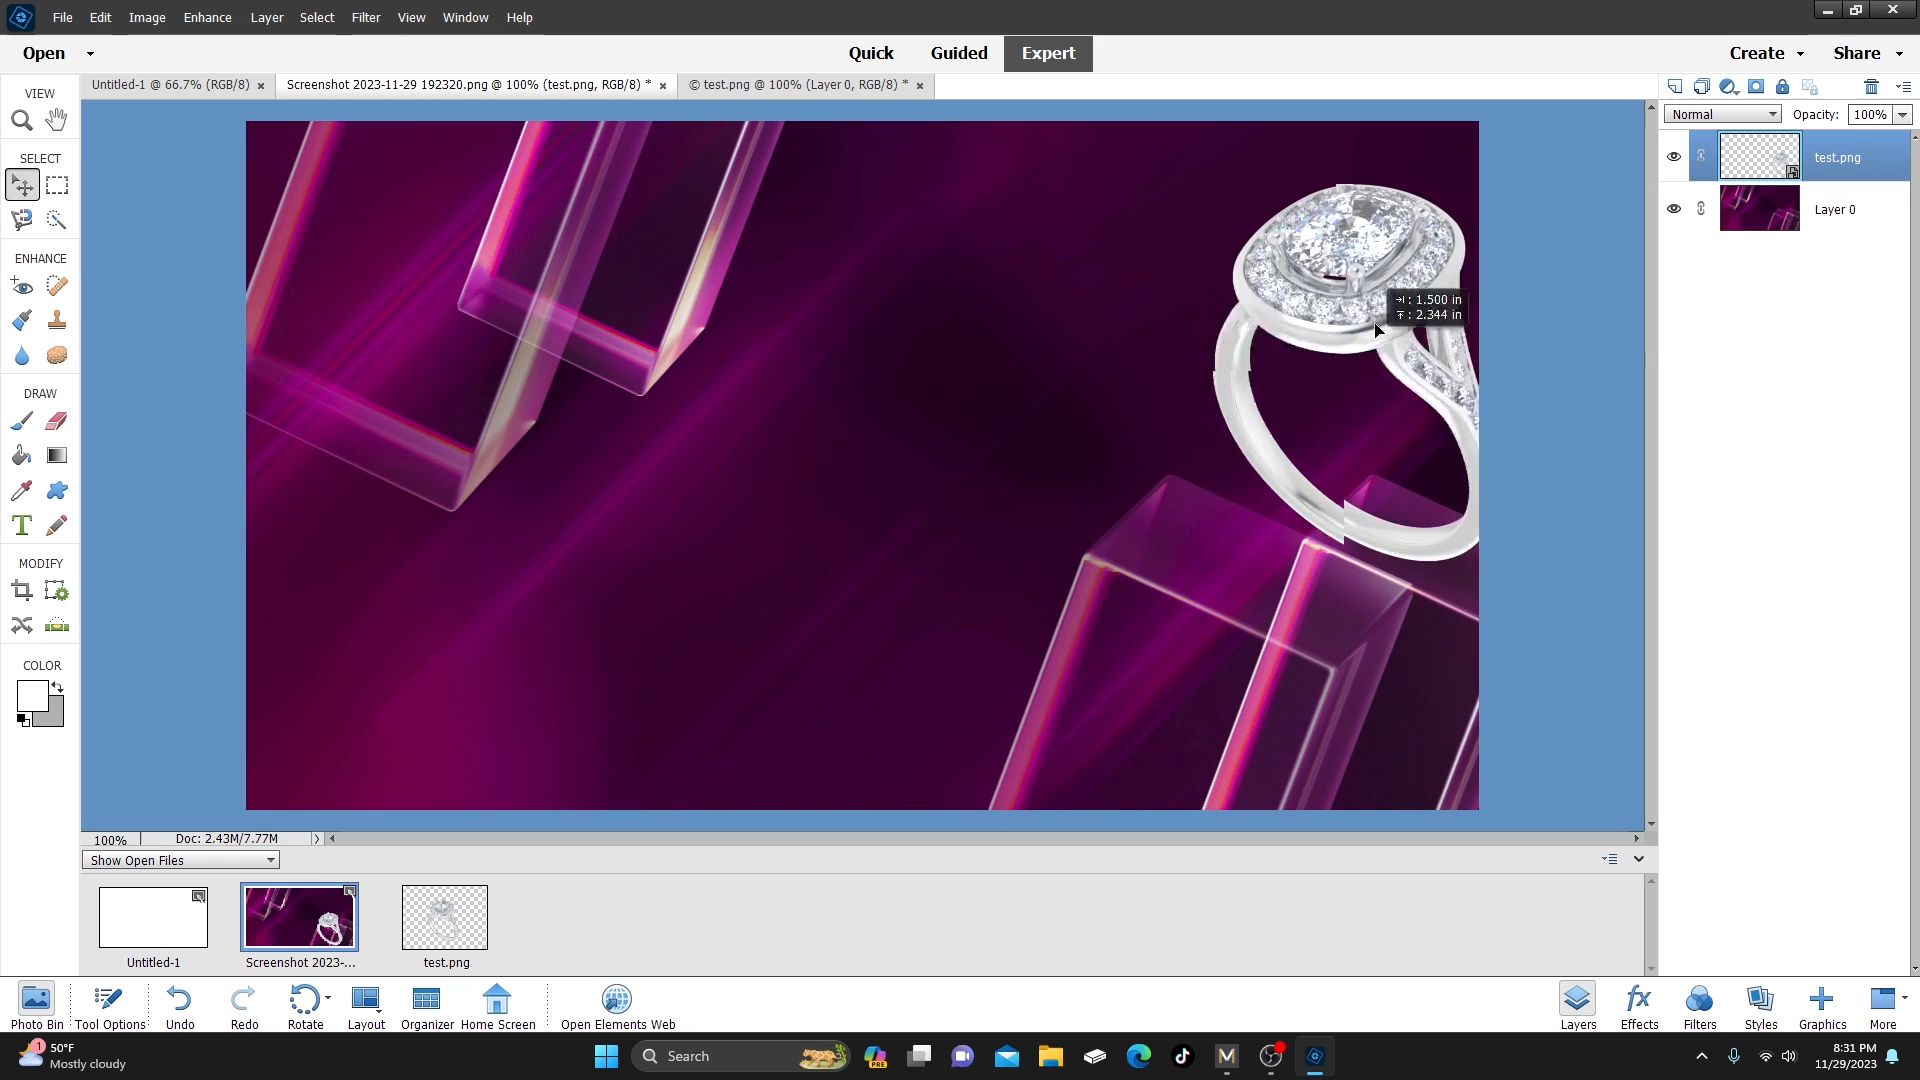 File Edit Image Enhance Layer Select Filter View Window Help
Open Quick Guided Expert Create Share
VIEW
Untitled-1 @ 66.7% (RGB/8) × Screenshot 2023-11-29 192320.png @ 100% (test.png, RGB/8) * × © test.png @ 100% (Layer 0, RGB/8) * ×
Normal Opacity: 100%
test.png
Layer 0
SELECT
ENHANCE
DRAW
MODIFY
COLOR
: 1.500 in
: 2.344 in
100% Doc: 2.43M/7.77M
Show Open Files
Untitled-1 Screenshot 2023-... test.png
Photo Bin Tool Options Undo Redo Rotate Layout Organizer Home Screen Open Elements Web Layers Effects Filters Styles Graphics More
1 50°F
Mostly cloudy
Search
PRE
M
8:31 PM
11/29/2023